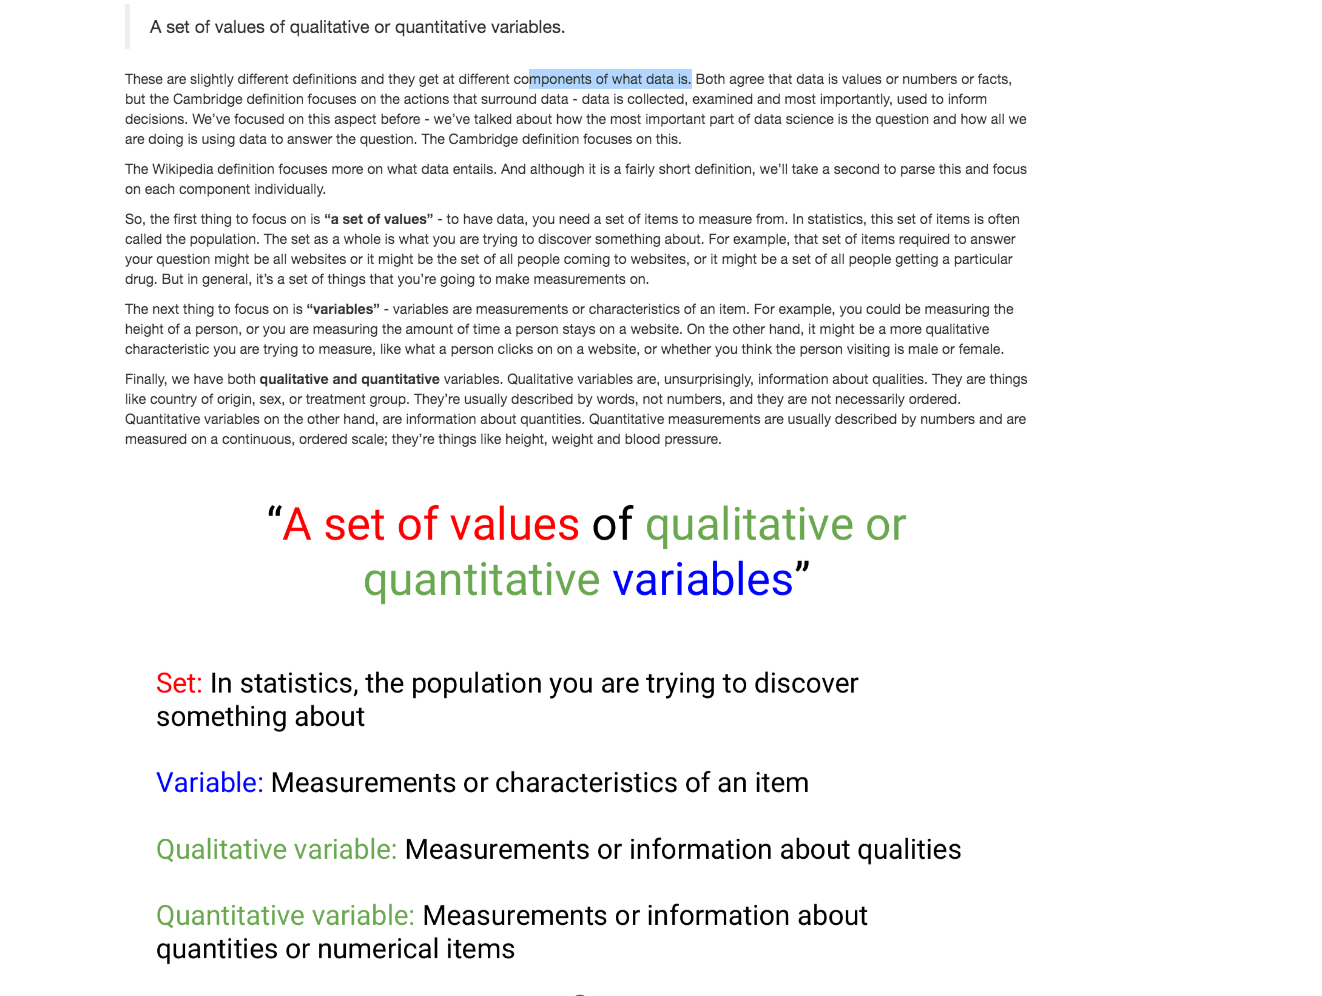 A set of values of qualitative or quantitative variables.
These are slightly different definitions and they get at different components of what data is. Both agree that data is values or numbers or facts,
but the Cambridge definition focuses on the actions that surround data - data is collected, examined and most importantly, used to inform
decisions. We’ve focused on this aspect before - we’ve talked about how the most important part of data science is the question and how all we
are doing is using data to answer the question. The Cambridge definition focuses on this.
The Wikipedia definition focuses more on what data entails. And although it is a fairly short definition, we’ll take a second to parse this and focus
on each component individually.
So, the first thing to focus on is “a set of values” - to have data, you need a set of items to measure from. In statistics, this set of items is often
called the population. The set as a whole is what you are trying to discover something about. For example, that set of items required to answer
your question might be all websites or it might be the set of all people coming to websites, or it might be a set of all people getting a particular
drug. But in general, it’s a set of things that you’re going to make measurements on.
The next thing to focus on is “variables” - variables are measurements or characteristics of an item. For example, you could be measuring the
height of a person, or you are measuring the amount of time a person stays on a website. On the other hand, it might be a more qualitative
characteristic you are trying to measure, like what a person clicks on on a website, or whether you think the person visiting is male or female.
Finally, we have both qualitative and quantitative variables. Qualitative variables are, unsurprisingly, information about qualities. They are things
like country of origin, sex, or treatment group. They’re usually described by words, not numbers, and they are not necessarily ordered.
Quantitative variables on the other hand, are information about quantities. Quantitative measurements are usually described by numbers and are
measured on a continuous, ordered scale; they’re things like height, weight and blood pressure.
“A set of values of qualitative or
quantitative variables”
Set: In statistics, the population you are trying to discover
something about
Variable: Measurements or characteristics of an item
Qualitative variable: Measurements or information about qualities
Quantitative variable: Measurements or information about
quantities or numerical items